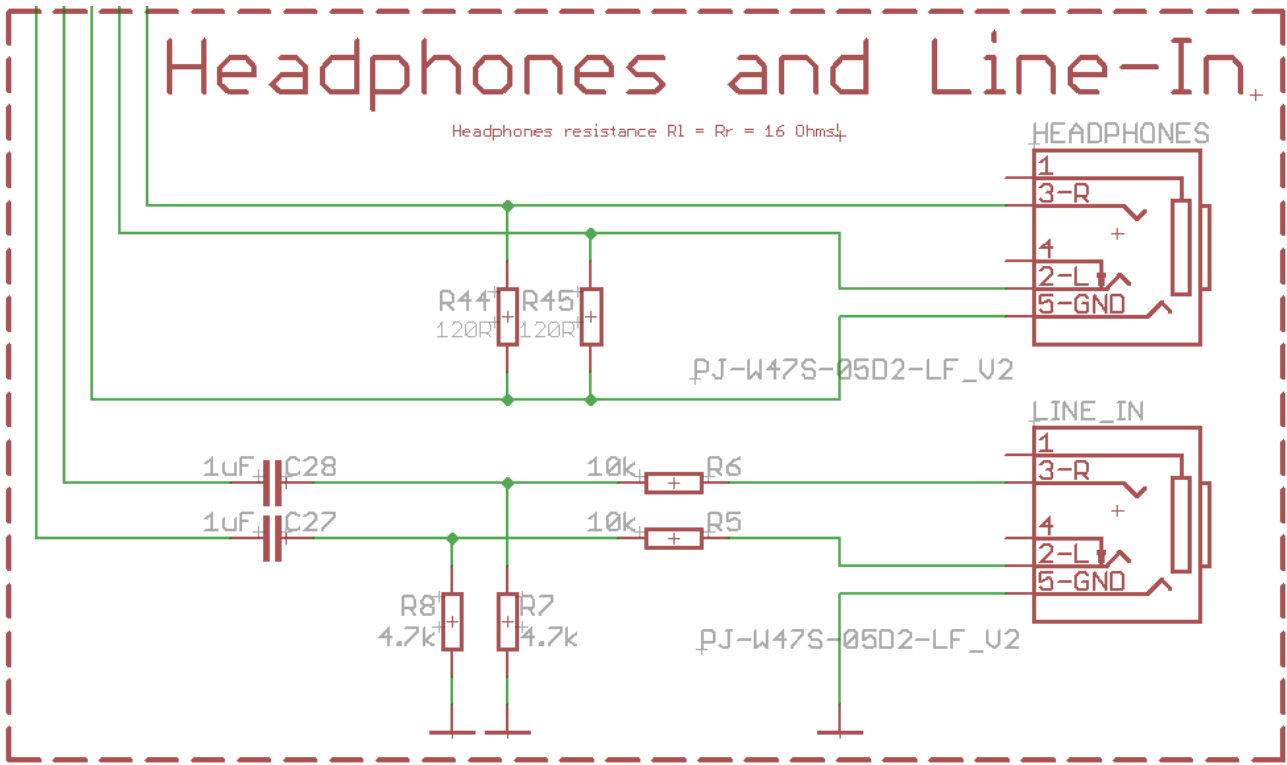 Headphones and Line-In
Headphones resistance Rl = Rr = 16 Ohms!
HEADPHONES
1
3-R
4
2-L
5-GND
R44
120R
R45
120R
PJ-W47S-05D2-LF_V2
LINE_IN
1
3-R
4
2-L
5-GND
1uF
C28
10k
R6
1uF
C27
10k
R5
R8
4.7k
R7
4.7k
PJ-W47S-05D2-LF_V2